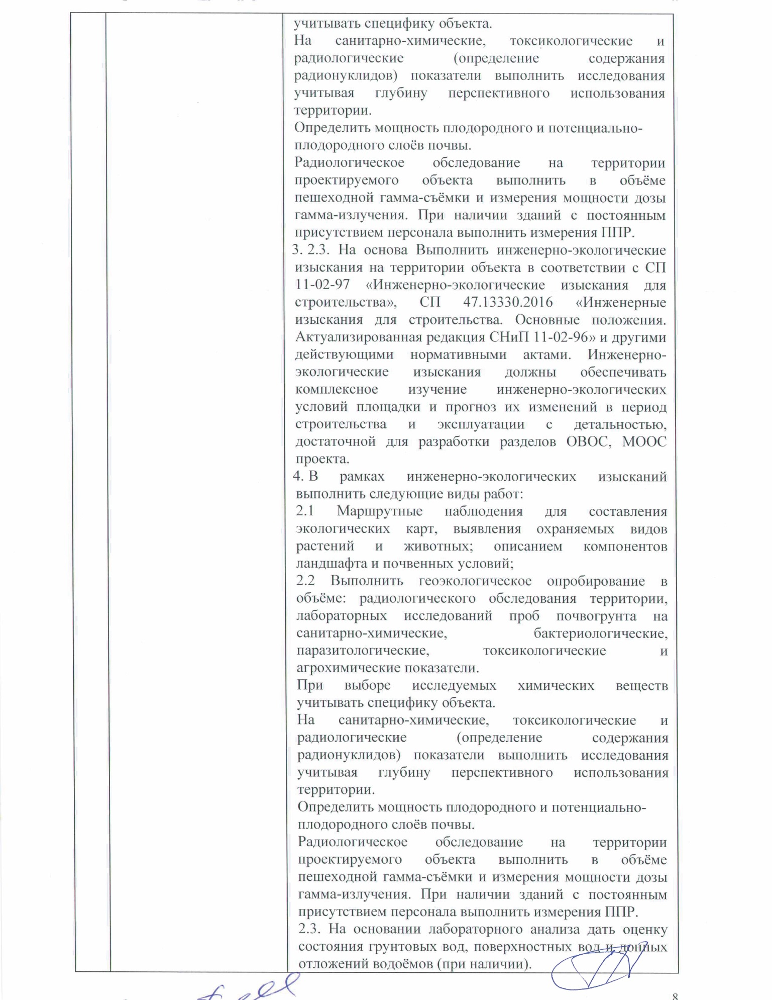 учитывать специфику объекта.
На санитарно-химические, токсикологические и
радиологические (определение содержания
радионуклидов) показатели выполнить исследования
учитывая глубину перспективного использования
территории.
Определить мощность плодородного и потенциально-
плодородного слоёв почвы.
Радиологическое обследование на территории
проектируемого объекта выполнить в объёме
пешеходной гамма-съёмки и измерения мощности дозы
гамма-излучения. При наличии зданий с постоянным
присутствием персонала выполнить измерения ППР.
3. 2.3. На основа Выполнить инженерно-экологические
изыскания на территории объекта в соответствии с СП
11-02-97 «Инженерно-экологические изыскания для
строительства», СП 47.13330.2016 «Инженерные
изыскания для строительства. Основные положения.
Актуализированная редакция СНиП 11-02-96» и другими
действующими нормативными актами. Инженерно-
экологические изыскания должны обеспечивать
комплексное изучение инженерно-экологических
условий площадки и прогноз их изменений в период
строительства и эксплуатации с детальностью,
достаточной для разработки разделов ОВОС, МООС
проекта.
4. В рамках инженерно-экологических изысканий
выполнить следующие виды работ:
2.1 Маршрутные наблюдения для составления
экологических карт, выявления охраняемых видов
растений и животных; описанием компонентов
ландшафта и почвенных условий;
2.2 Выполнить геоэкологическое опробирование в
объёме: радиологического обследования территории,
лабораторных исследований проб почвогрунта на
санитарно-химические, бактериологические,
паразитологические, токсикологические и
агрохимические показатели.
При выборе исследуемых химических веществ
учитывать специфику объекта.
На санитарно-химические, токсикологические и
радиологические (определение содержания
радионуклидов) показатели выполнить исследования
учитывая глубину перспективного использования
территории.
Определить мощность плодородного и потенциально-
плодородного слоёв почвы.
Радиологическое обследование на территории
проектируемого объекта выполнить в объёме
пешеходной гамма-съёмки и измерения мощности дозы
гамма-излучения. При наличии зданий с постоянным
присутствием персонала выполнить измерения ППР.
2.3. На основании лабораторного анализа дать оценку
состояния грунтовых вод, поверхностных вод и донных
отложений водоёмов (при наличии).
8